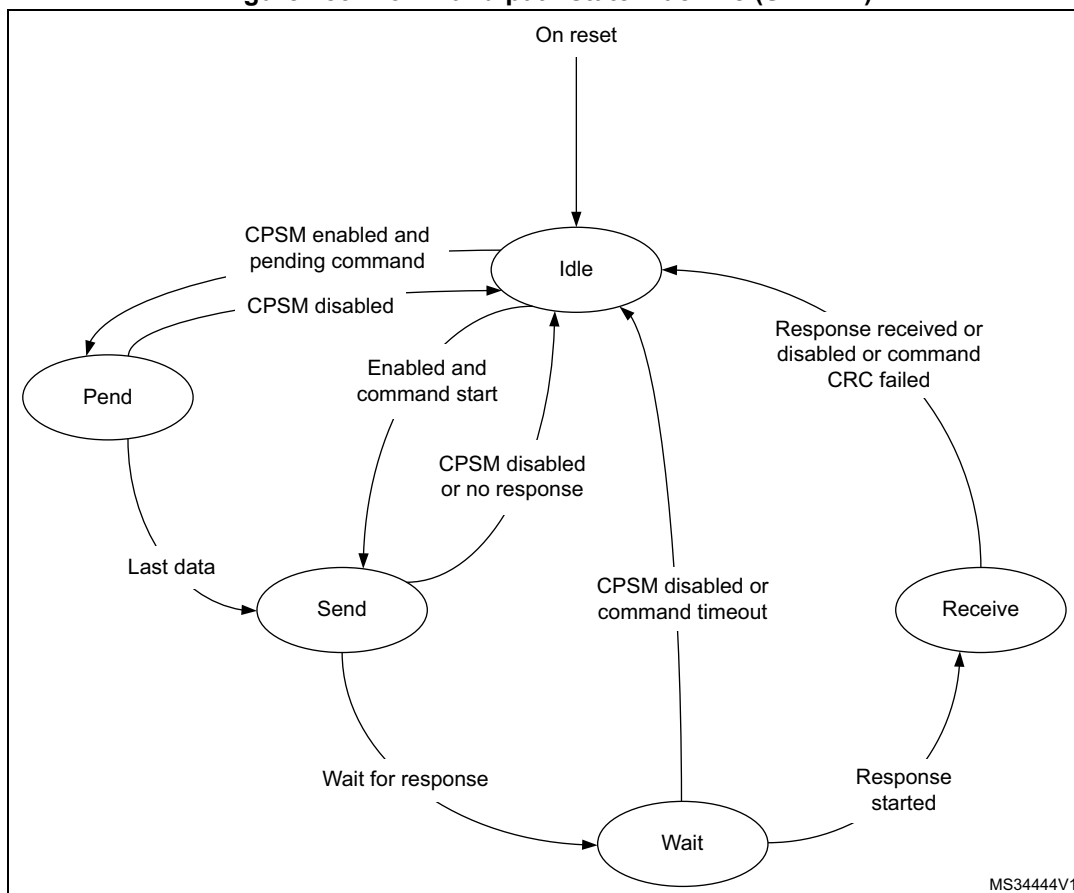 On reset
CPSM enabled and
pending command
Idle
CPSM disabled
Response received or
disabled or command
CRC failed
Enabled and
command start
Pend
CPSM disabled
or no response
Last data
CPSM disabled or
command timeout
Send
Receive
Wait for response
Response
started
Wait
MS34444V1